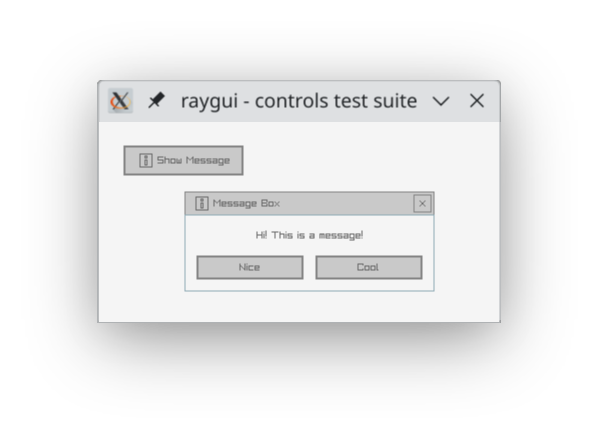 raygui - controls test suite
Show Message
Message Box
Hi! This is a message!
Nice
Cool